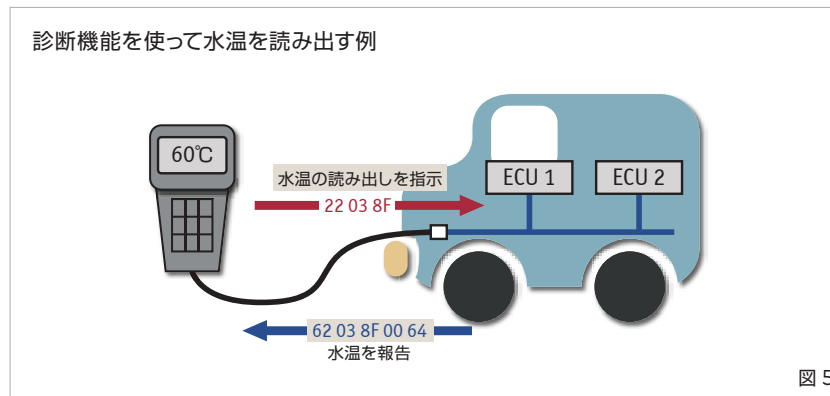 診断機能を使って水温を読み出す例
60℃
水温の読み出しを指示
22 03 8F
ECU 1
ECU 2
62 03 8F 00 64
水温を報告
図 5